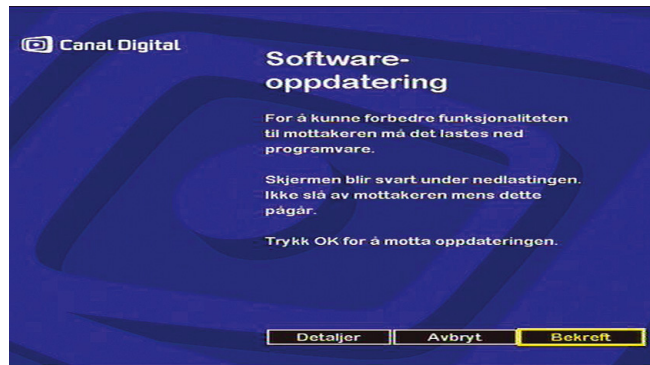 Canal Digital
Software-
oppdatering
For å kunne forbedre funksjonaliteten
til mottakeren må det lastes ned
programvare.
Skjermen blir svart under nedlastingen.
Ikke slå av mottakeren mens dette
pågår.
Trykk OK for å motta oppdateringen.
Detaljer Avbryt Bekreft